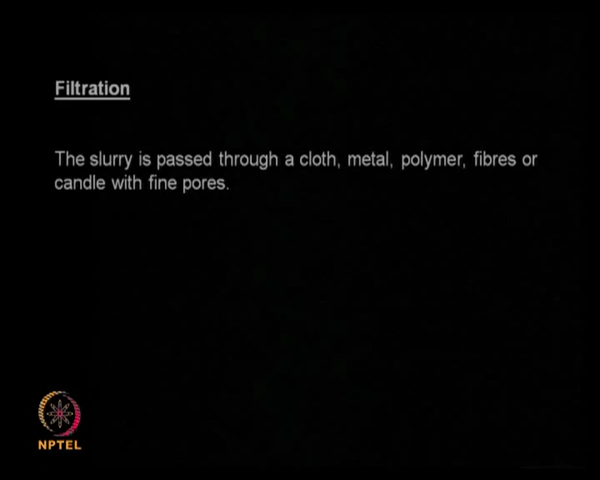 Filtration
The slurry is passed through a cloth, metal, polymer, fibres or
candle with fine pores.
NPTEL